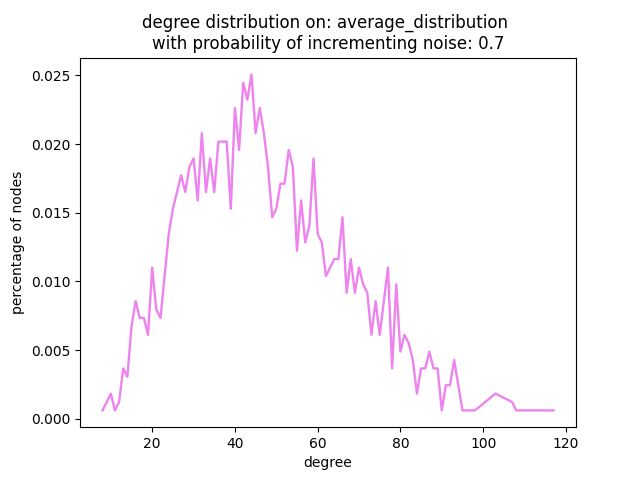 degree distribution on: average_distribution
with probability of incrementing noise: 0.7
0.025
0.020
0.015
0.010
0.005
0.000
percentage of nodes
20 40 60 80 100 120
degree